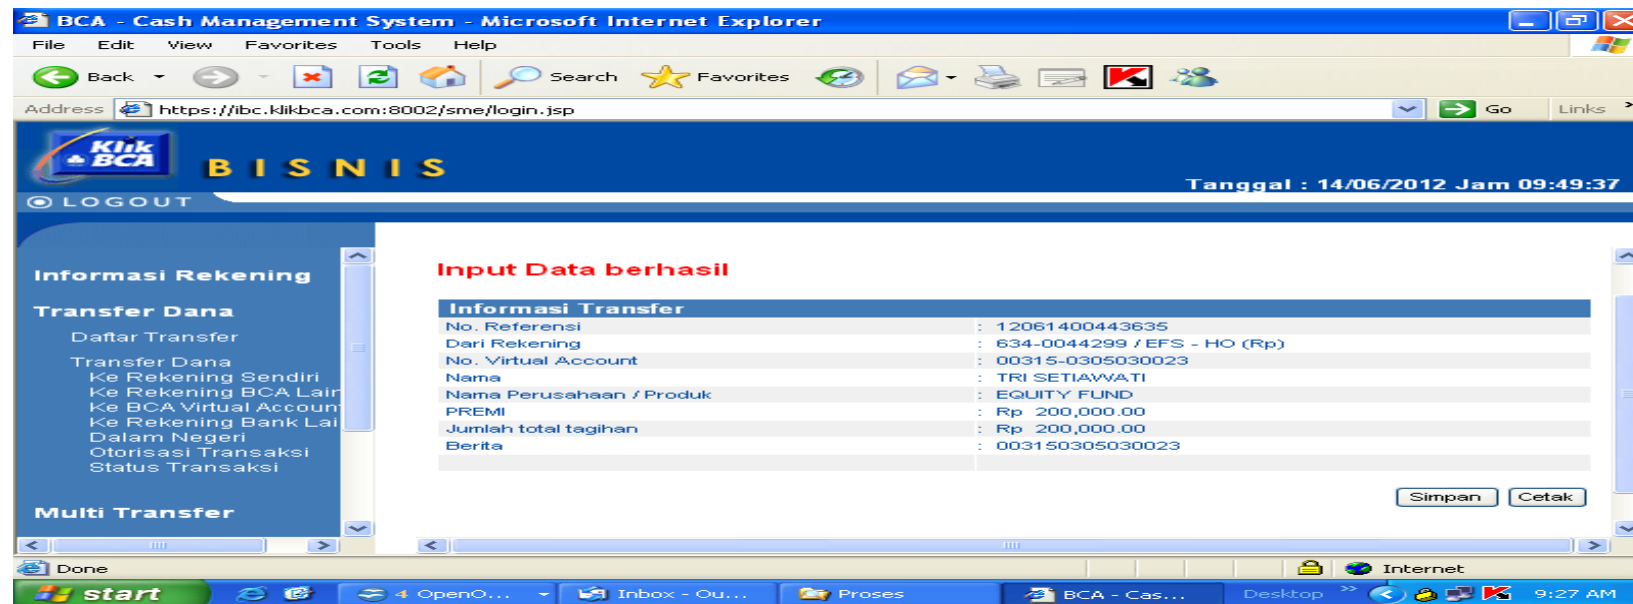 BCA - Cash Management System - Microsoft Internet Explorer
File Edit View Favorites Tools Help
Back Search Favorites
Address https://ibc.klikbca.com:8002/sme/login.jsp Go Links
Klik BCA
BISNIS
Tanggal : 14/06/2012 Jam 09:49:37
LOGOUT
Informasi Rekening
Transfer Dana
Daftar Transfer
Transfer Dana
Ke Rekening Sendiri
Ke Rekening BCA Lain
Ke BCA Virtual Accoun
Ke Rekening Bank Lai
Dalam Negeri
Otorisasi Transaksi
Status Transaksi
Multi Transfer
Input Data berhasil
Informasi Transfer
No. Referensi : 12061400443635
Dari Rekening : 634-0044299 / EFS - HO (Rp)
No. Virtual Account : 00315-0305030023
Nama : TRI SETIAWATI
Nama Perusahaan / Produk : EQUITY FUND
PREMI : Rp 200,000.00
Jumlah total tagihan : Rp 200,000.00
Berita : 003150305030023
Simpan Cetak
Done Internet
start 4 OpenO... Inbox - Ou... Proses BCA - Cas... Desktop 9:27 AM